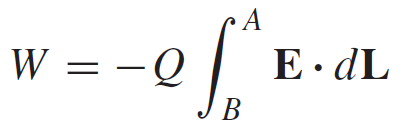 W = −Q ∫_B^A E · dL